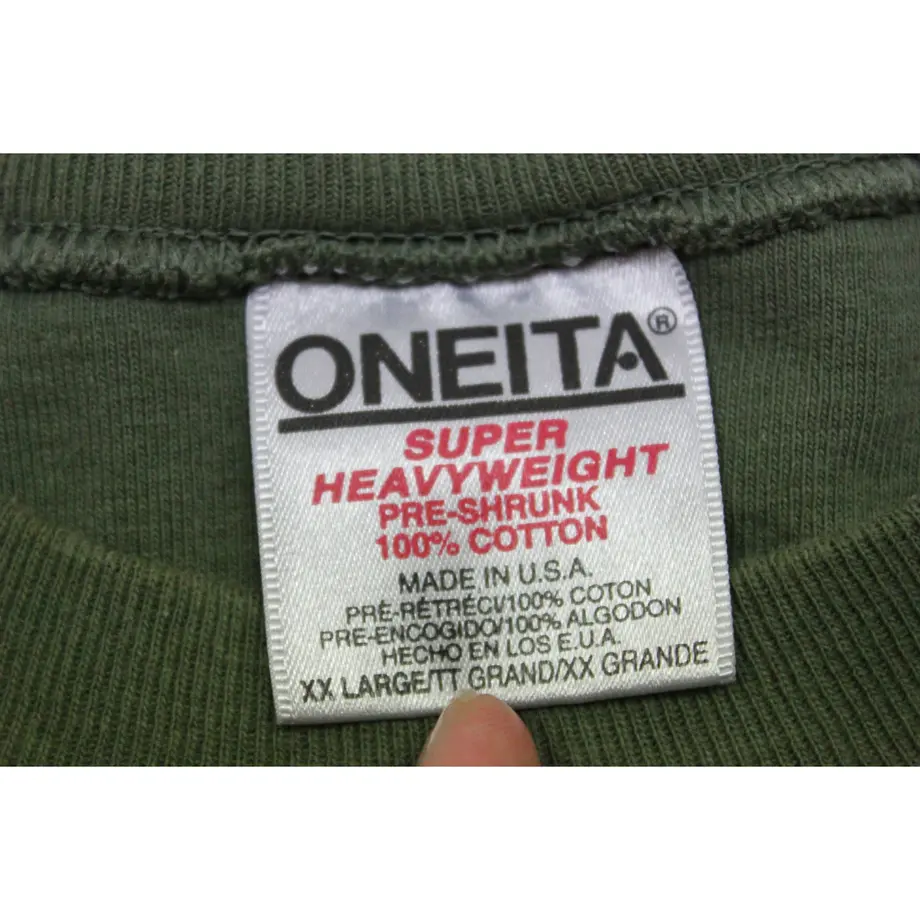 ONEITA®
SUPER
HEAVYWEIGHT
PRE-SHRUNK
100% COTTON
MADE IN U.S.A.
PRÉ-RÉTRÉCI/100% COTON
PRE-ENCOGIDO/100% ALGODON
HECHO EN LOS E.U.A.
XX LARGE/TT GRAND/XX GRANDE